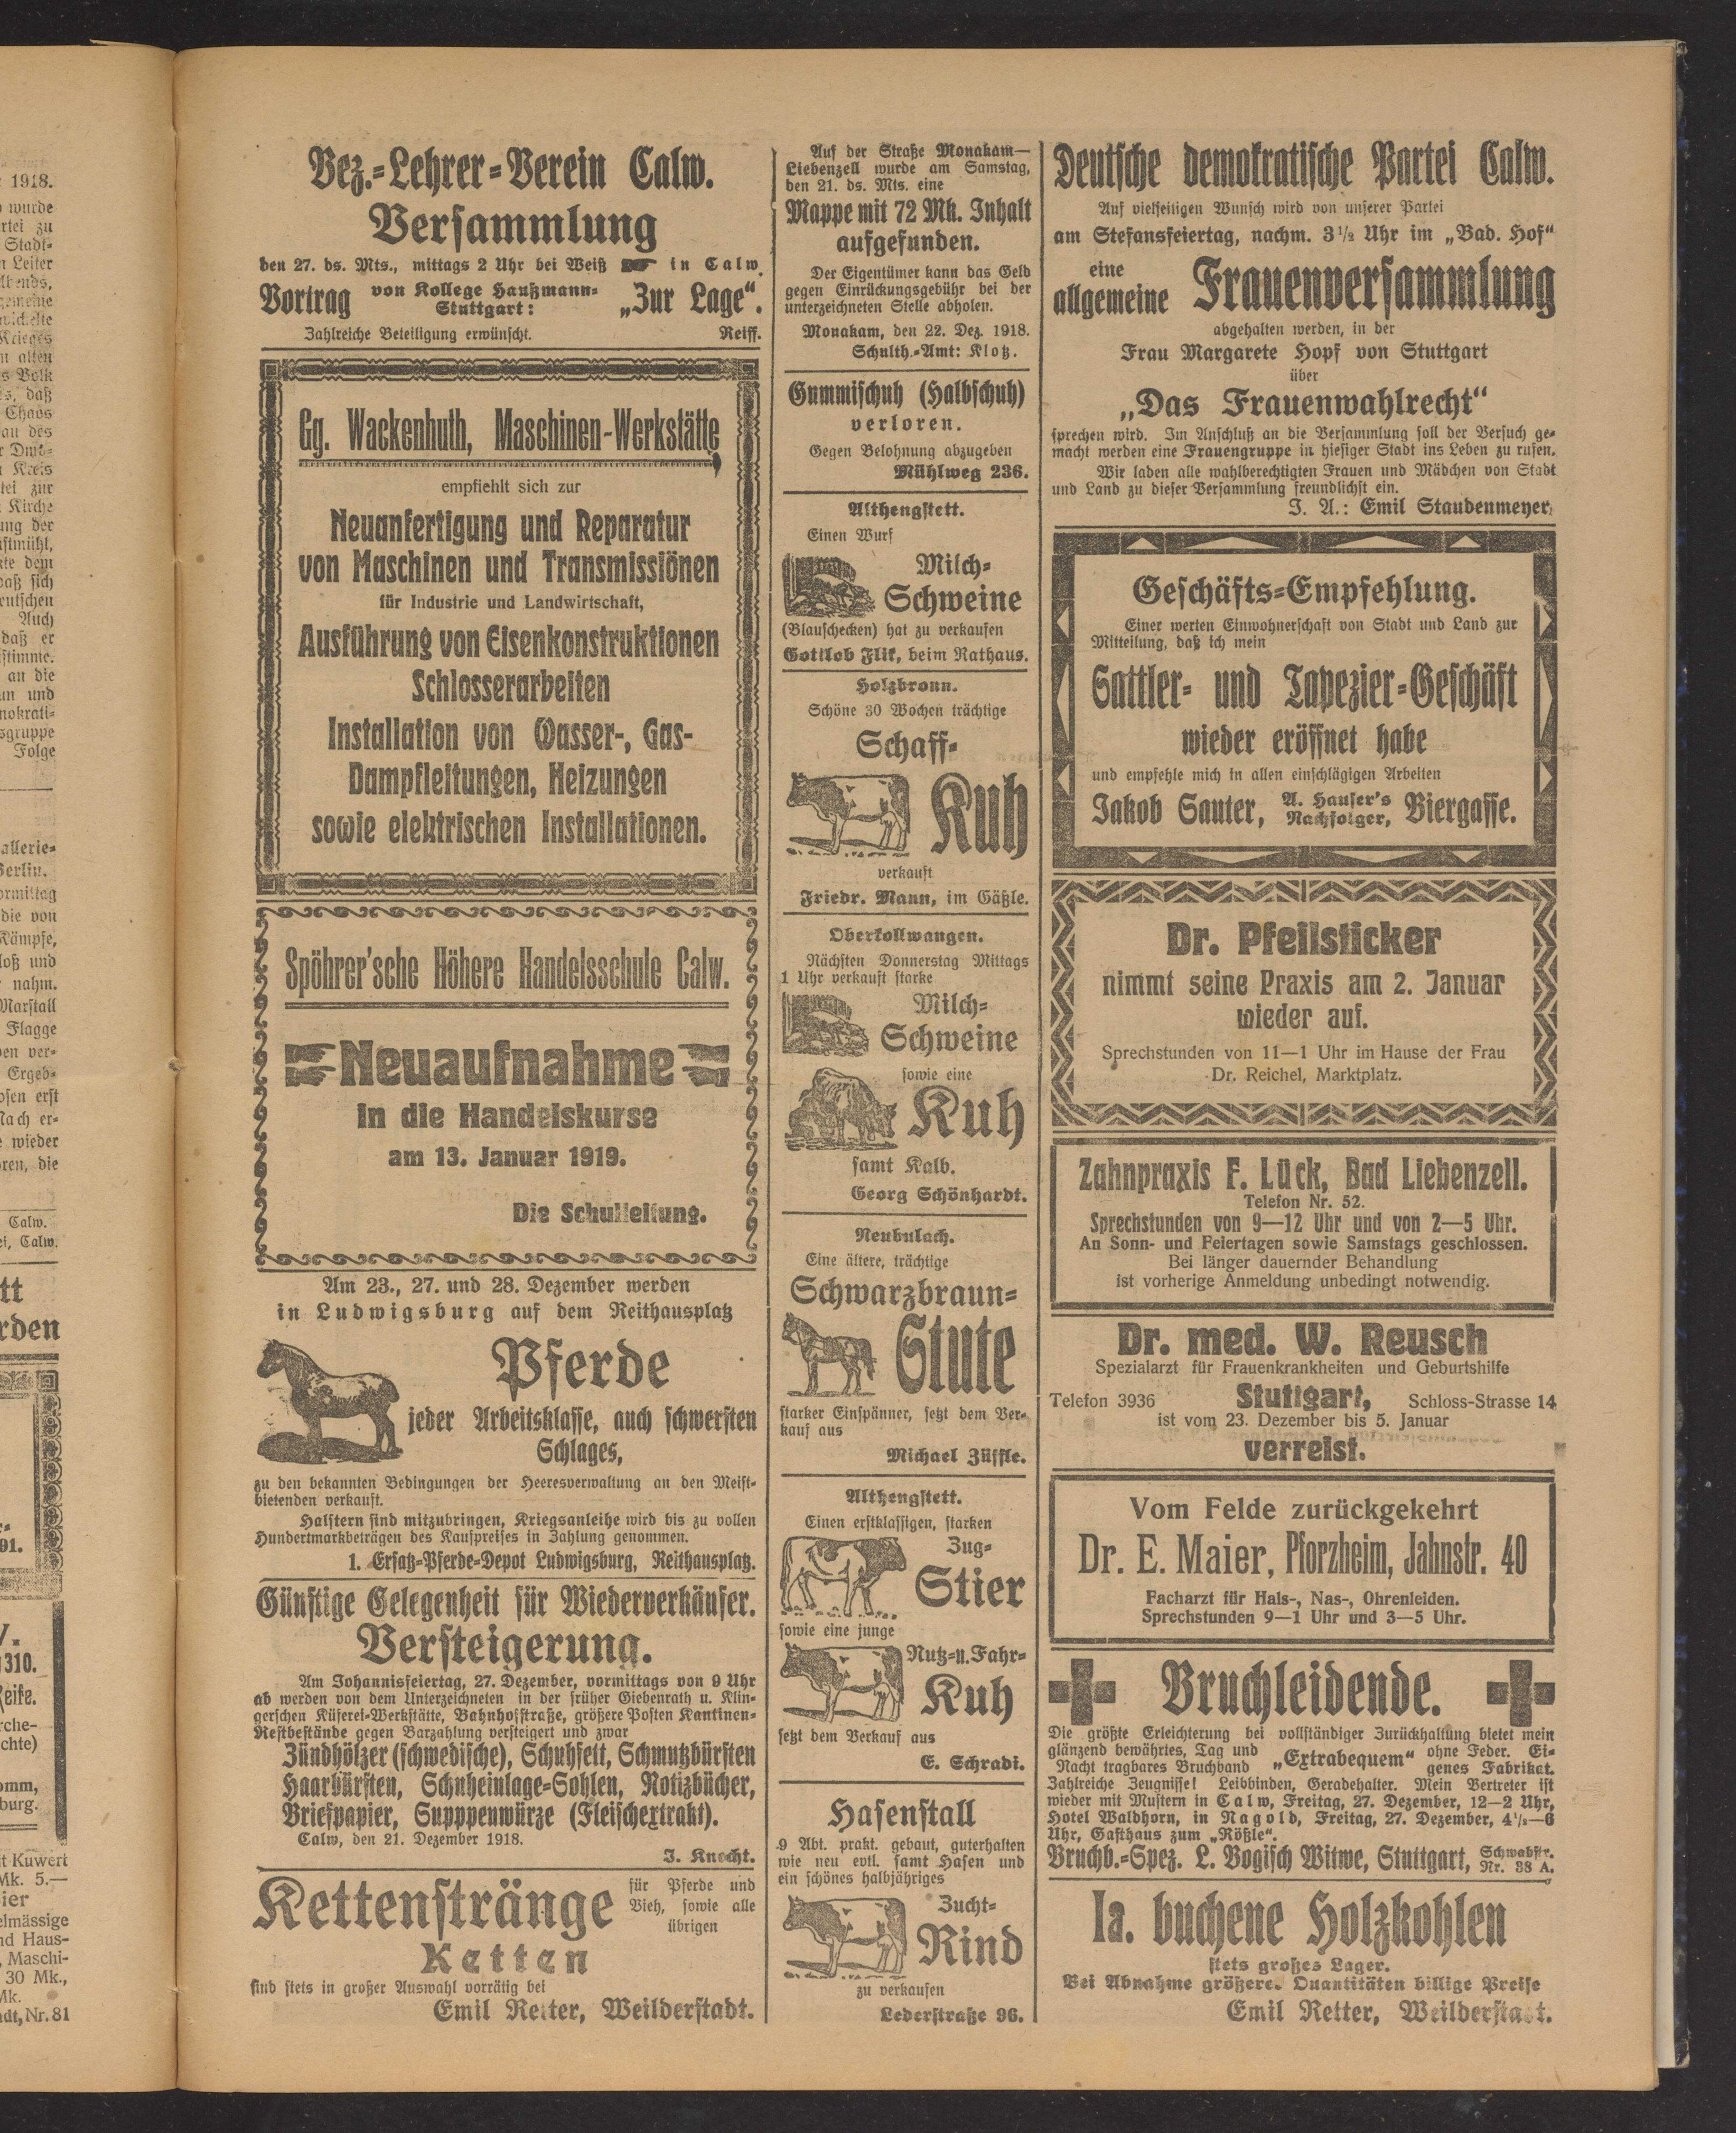 Bez.=Lehrer=Verein Calw.
Versammlung
den 27. ds. Mts., mittags 2 Uhr bei Weiß in Calw.
Vortrag von Kollege Haußmann=
Stuttgart: „Zur Lage“.
Zahlreiche Beteiligung erwünscht. Reiff.
Gg. Wackenhuth, Maschinen-Werkstätte
empfiehlt sich zur
Neuanfertigung und Reparatur
von Maschinen und Transmissiönen
für Industrie und Landwirtschaft,
Ausführung von Eisenkonstruktionen
Schlosserarbeiten
Installation von Wasser-, Gas-
Dampfleitungen, Heizungen
sowie elektrischen Installationen.
Spöhrer'sche Höhere Handelsschule Calw.
Neuaufnahme
in die Handelskurse
am 13. Januar 1919.
Die Schulleitung.
Am 23., 27. und 28. Dezember werden
in Ludwigsburg auf dem Reithausplatz
Pferde
jeder Arbeitsklasse, auch schwersten
Schlages,
zu den bekannten Bedingungen der Heeresverwaltung an den Meist=
bietenden verkauft.
Halftern sind mitzubringen, Kriegsanleihe wird bis zu vollen
Hundertmarkbeträgen des Kaufpreises in Zahlung genommen.
1. Ersatz=Pferde=Depot Ludwigsburg, Reithausplatz.
Günstige Gelegenheit für Wiederverkäufer.
Versteigerung.
Am Johannisfeiertag, 27. Dezember, vormittags von 9 Uhr
ab werden von dem Unterzeichneten in der früher Giebenrath u. Klin=
gerschen Küferei=Werkstätte, Bahnhofstraße, größere Posten Kantinen=
Restbestände gegen Barzahlung versteigert und zwar
Zündhölzer (schwedische), Schuhfett, Schmutzbürsten
Haarbürsten, Schuheinlage=Sohlen, Notizbücher,
Briefpapier, Supppenwürze (Fleischextrakt).
Calw, den 21. Dezember 1918.
J. Knecht.
Kettenstränge für Pferde und
Vieh, sowie alle
übrigen
Ketten
sind stets in großer Auswahl vorrätig bei
Emil Retter, Weilderstadt.
Auf der Straße Monakam—
Liebenzell wurde am Samstag,
den 21. ds. Mts. eine
Mappe mit 72 Mk. Inhalt
aufgefunden.
Der Eigentümer kann das Geld
gegen Einrückungsgebühr bei der
unterzeichneten Stelle abholen.
Monakam, den 22. Dez. 1918.
Schulth.=Amt: Klotz.
Gummischuh (Halbschuh)
verloren.
Gegen Belohnung abzugeben
Mühlweg 236.
Althengstett.
Einen Wurf
Milch=
Schweine
(Blauschecken) hat zu verkaufen
Gottlob Flik, beim Rathaus.
Holzbronn.
Schöne 30 Wochen trächtige
Schaff=
Kuh
verkauft
Friedr. Mann, im Gäßle.
Oberkollwangen.
Nächsten Donnerstag Mittags
1 Uhr verkauft starke
Milch=
Schweine
sowie eine
Kuh
samt Kalb.
Georg Schönhardt.
Neubulach.
Eine ältere, trächtige
Schwarzbraun=
Stute
starker Einspänner, setzt dem Ver=
kauf aus
Michael Züffle.
Althengstett.
Einen erstklassigen, starken
Zug=
Stier
sowie eine junge
Nutz=u.Fahr=
Kuh
setzt dem Verkauf aus
E. Schradi.
Hasenstall
9 Abt. prakt. gebaut, guterhalten
wie neu evtl. samt Hasen und
ein schönes halbjähriges
Zucht=
Rind
zu verkaufen
Lederstraße 96.
Deutsche demokratische Partei Calw.
Auf vielseitigen Wunsch wird von unserer Partei
am Stefansfeiertag, nachm. 3½ Uhr im „Bad. Hof“
eine
allgemeine Frauenversammlung
abgehalten werden, in der
Frau Margarete Hopf von Stuttgart
über
„Das Frauenwahlrecht“
sprechen wird. Im Anschluß an die Versammlung soll der Versuch ge=
macht werden eine Frauengruppe in hiesiger Stadt ins Leben zu rufen.
Wir laden alle wahlberechtigten Frauen und Mädchen von Stadt
und Land zu dieser Versammlung freundlichst ein.
J. A.: Emil Staudenmeyer.
Geschäfts=Empfehlung.
Einer werten Einwohnerschaft von Stadt und Land zur
Mitteilung, daß ich mein
Sattler- und Tapezier=Geschäft
wieder eröffnet habe
und empfehle mich in allen einschlägigen Arbeiten
Jakob Sauter, A. Hauser's
Nachfolger, Biergasse.
Dr. Pfeilsticker
nimmt seine Praxis am 2. Januar
wieder auf.
Sprechstunden von 11—1 Uhr im Hause der Frau
Dr. Reichel, Marktplatz.
Zahnpraxis F. Lück, Bad Liebenzell.
Telefon Nr. 52.
Sprechstunden von 9—12 Uhr und von 2—5 Uhr.
An Sonn- und Feiertagen sowie Samstags geschlossen.
Bei länger dauernder Behandlung
ist vorherige Anmeldung unbedingt notwendig.
Dr. med. W. Reusch
Spezialarzt für Frauenkrankheiten und Geburtshilfe
Telefon 3936 Stuttgart, Schloss-Strasse 14
ist vom 23. Dezember bis 5. Januar
verreist.
Vom Felde zurückgekehrt
Dr. E. Maier, Pforzheim, Jahnstr. 40
Facharzt für Hals-, Nas-, Ohrenleiden.
Sprechstunden 9—1 Uhr und 3—5 Uhr.
Bruchleidende.
Die größte Erleichterung bei vollständiger Zurückhaltung bietet mein
glänzend bewährtes, Tag und
Nacht tragbares Bruchband „Extrabequem“ ohne Feder. Ei=
genes Fabrikat.
Zahlreiche Zeugnisse! Leibbinden, Geradehalter. Mein Vertreter ist
wieder mit Mustern in Calw, Freitag, 27. Dezember, 12—2 Uhr,
Hotel Waldhorn, in Nagold, Freitag, 27. Dezember, 4½—6
Uhr, Gasthaus zum „Rößle“.
Bruchb.=Spez. L. Bogisch Witwe, Stuttgart, Schwabstr.
Nr. 38 A.
Ia. buchene Holzkohlen
stets großes Lager.
Bei Abnahme größere. Quantitäten billige Preise
Emil Retter, Weilderstadt.